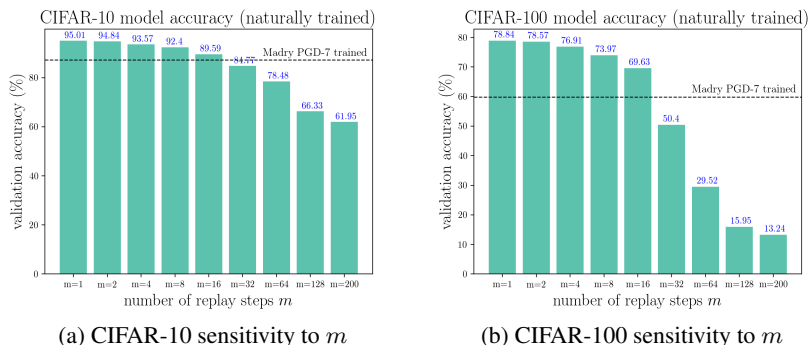 CIFAR-10 model accuracy (naturally trained)
95.01 94.84 93.57 92.4 89.59 84.77 78.48 66.33 61.95
Madry PGD-7 trained
validation accuracy (%)
80
60
40
20
0
m=1 m=2 m=4 m=8 m=16 m=32 m=64 m=128 m=200
number of replay steps m
(a) CIFAR-10 sensitivity to m
CIFAR-100 model accuracy (naturally trained)
78.84 78.57 76.91 73.97 69.63 50.4 29.52 15.95 13.24
Madry PGD-7 trained
validation accuracy (%)
80
70
60
50
40
30
20
10
0
m=1 m=2 m=4 m=8 m=16 m=32 m=64 m=128 m=200
number of replay steps m
(b) CIFAR-100 sensitivity to m